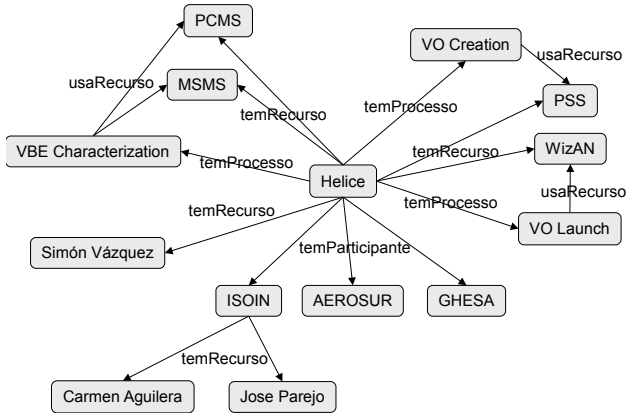 PCMS
VO Creation
usaRecurso
usaRecurso
MSMS
PSS
temProcesso
temRecurso
VBE Characterization
temRecurso
WizAN
temProcesso
Helice
usaRecurso
temProcesso
temRecurso
VO Launch
Simón Vázquez
temParticipante
ISOIN
AEROSUR
GHESA
temRecurso
Carmen Aguilera
Jose Parejo